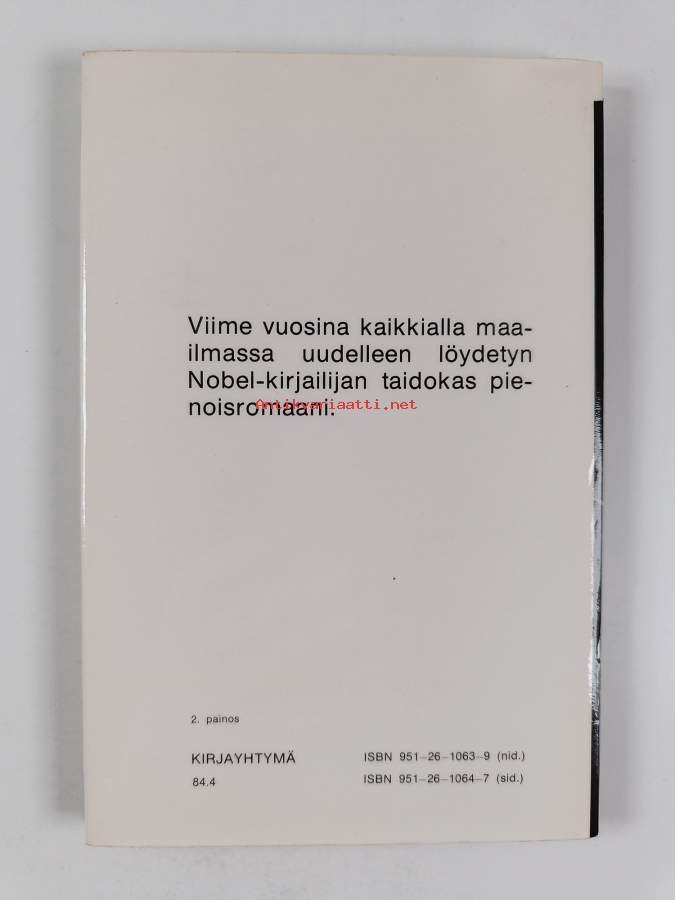 Viime vuosina kaikkialla maa-
ilmassa uudelleen löydetyn
Nobel-kirjailijan taidokas pie-
noisromaani.
Antikvariaatti.net
2. painos
KIRJAYHTYMÄ
84.4
ISBN 951-26-1063-9 (nid.)
ISBN 951-26-1064-7 (sid.)